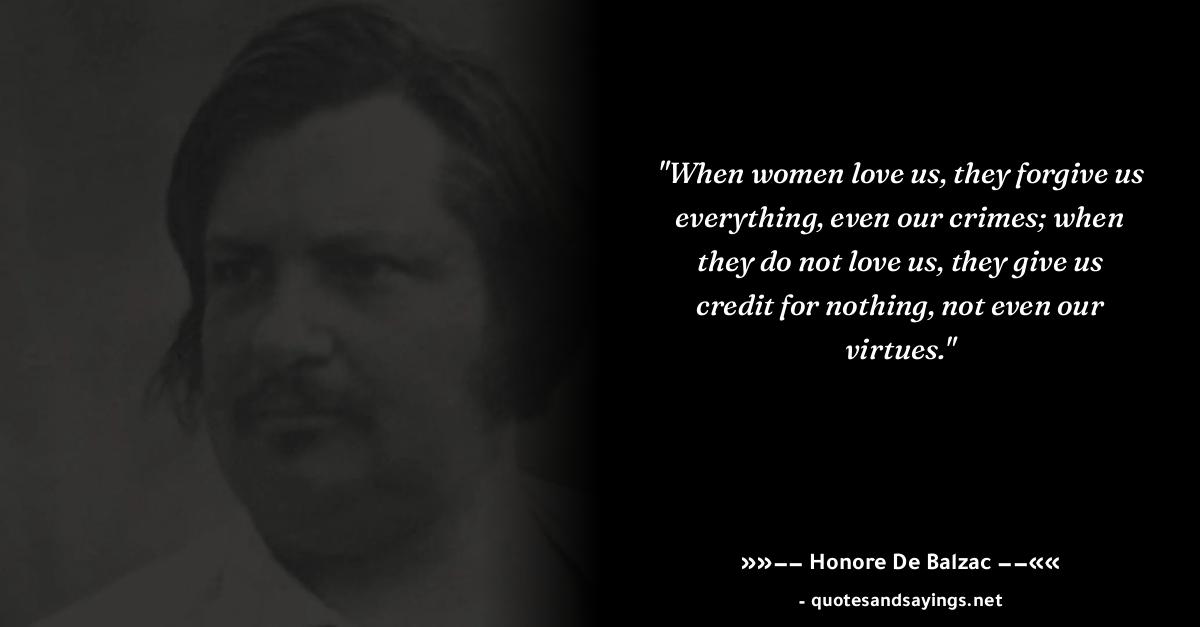 "When women love us, they forgive us
everything, even our crimes; when
they do not love us, they give us
credit for nothing, not even our
virtues."
»»−− Honore De Balzac −−««
- quotesandsayings.net